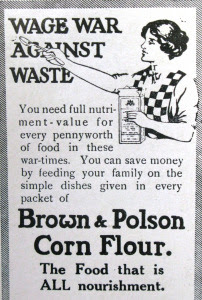 WAGE WAR
AGAINST
WASTE
You need full nutri-
ment-value for
every pennyworth
of food in these
war-times. You can save money
by feeding your family on the
simple dishes given in every
packet of
Brown & Polson
Corn Flour.
The Food that is
ALL nourishment.